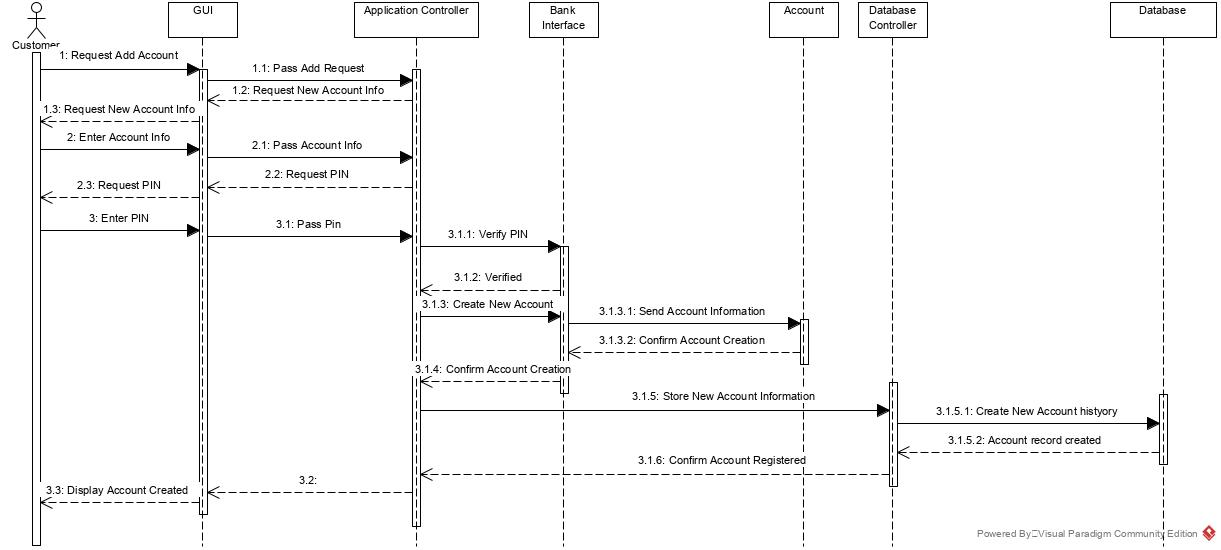 GUI
Application Controller
Bank
Interface
Account
Database
Controller
Database
Customer
1: Request Add Account
1.1: Pass Add Request
1.2: Request New Account Info
1.3: Request New Account Info
2: Enter Account Info
2.1: Pass Account Info
2.2: Request PIN
2.3: Request PIN
3: Enter PIN
3.1: Pass Pin
3.1.1: Verify PIN
3.1.2: Verified
3.1.3: Create New Account
3.1.3.1: Send Account Information
3.1.3.2: Confirm Account Creation
3.1.4: Confirm Account Creation
3.1.5: Store New Account Information
3.1.5.1: Create New Account histyory
3.1.5.2: Account record created
3.1.6: Confirm Account Registered
3.2:
3.3: Display Account Created
Powered By Visual Paradigm Community Edition